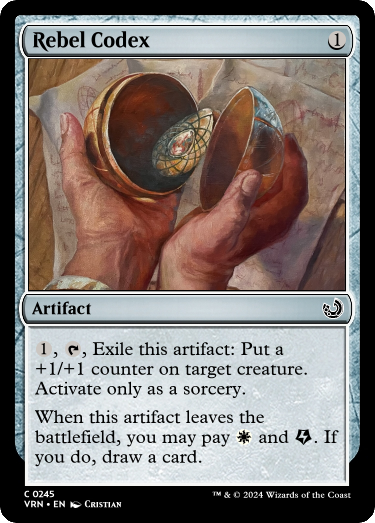 Rebel Codex 1
Artifact
1, , Exile this artifact: Put a
+1/+1 counter on target creature.
Activate only as a sorcery.
When this artifact leaves the
battlefield, you may pay and . If
you do, draw a card.
C 0245
VRN • EN CRISTIAN ™ & © 2024 Wizards of the Coast